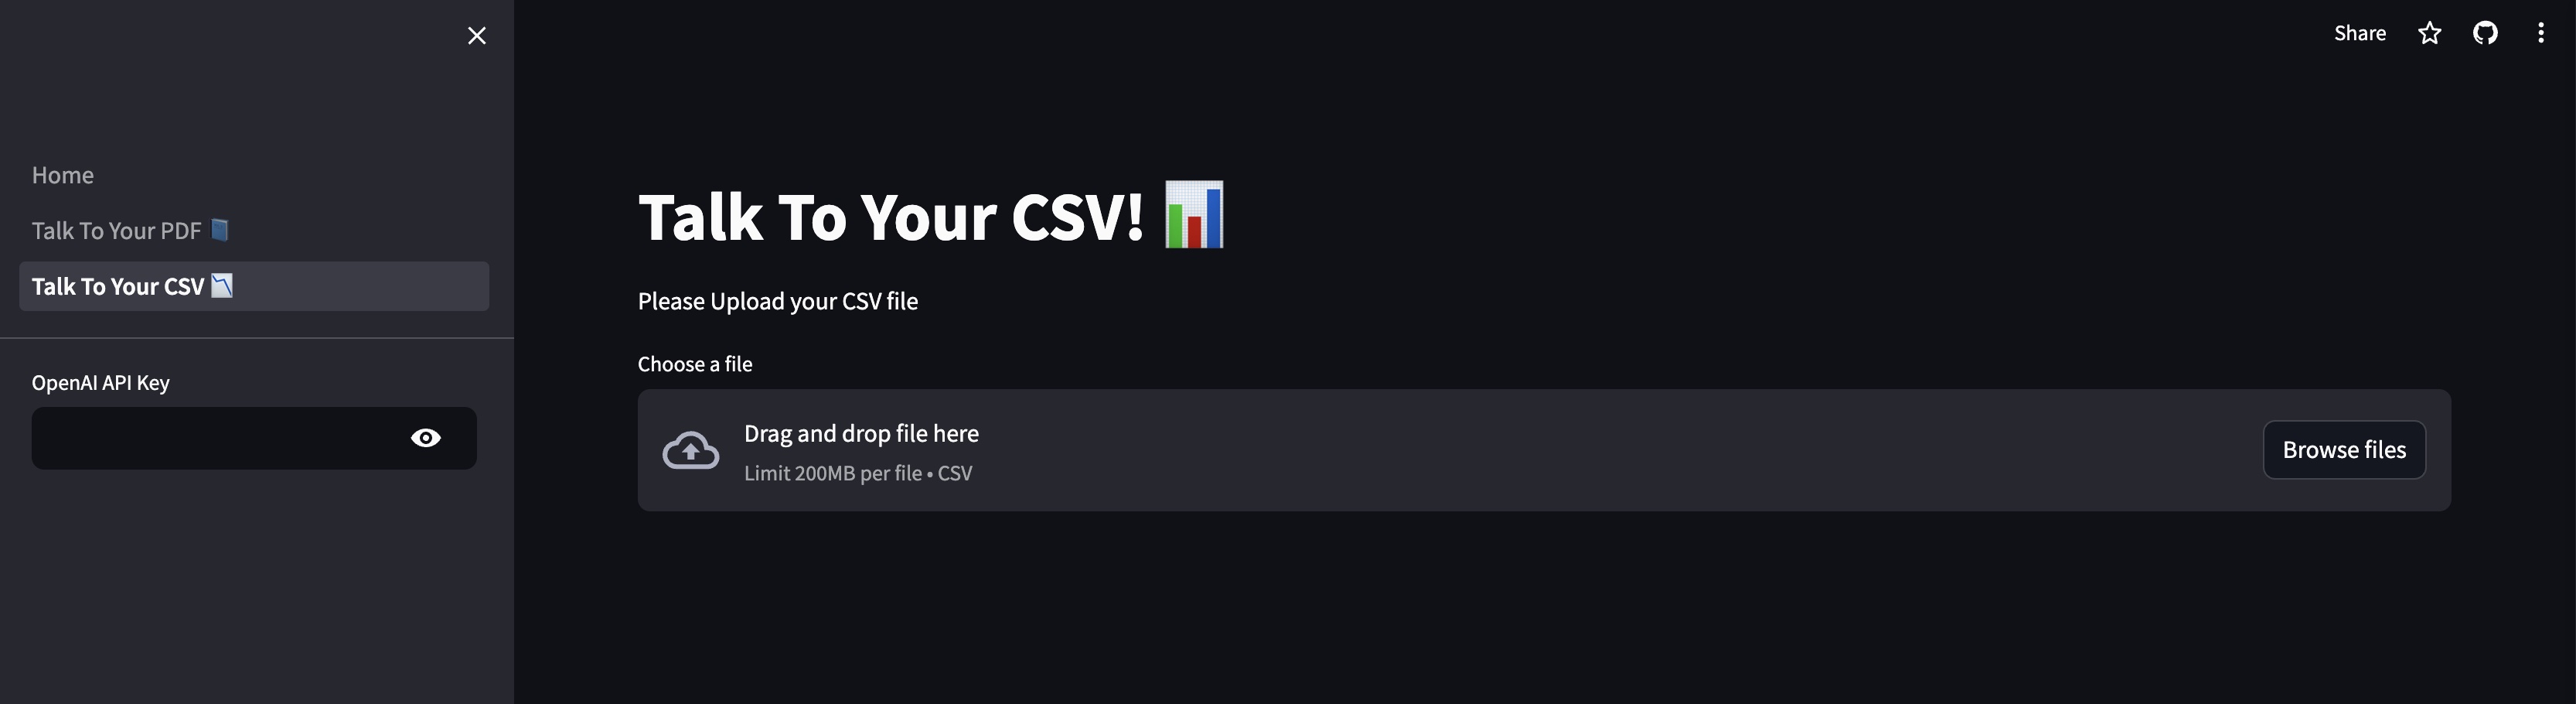 Share
Home
Talk To Your PDF 📘
Talk To Your CSV 📉
OpenAI API Key
Talk To Your CSV! 📊
Please Upload your CSV file
Choose a file
Drag and drop file here
Limit 200MB per file • CSV
Browse files